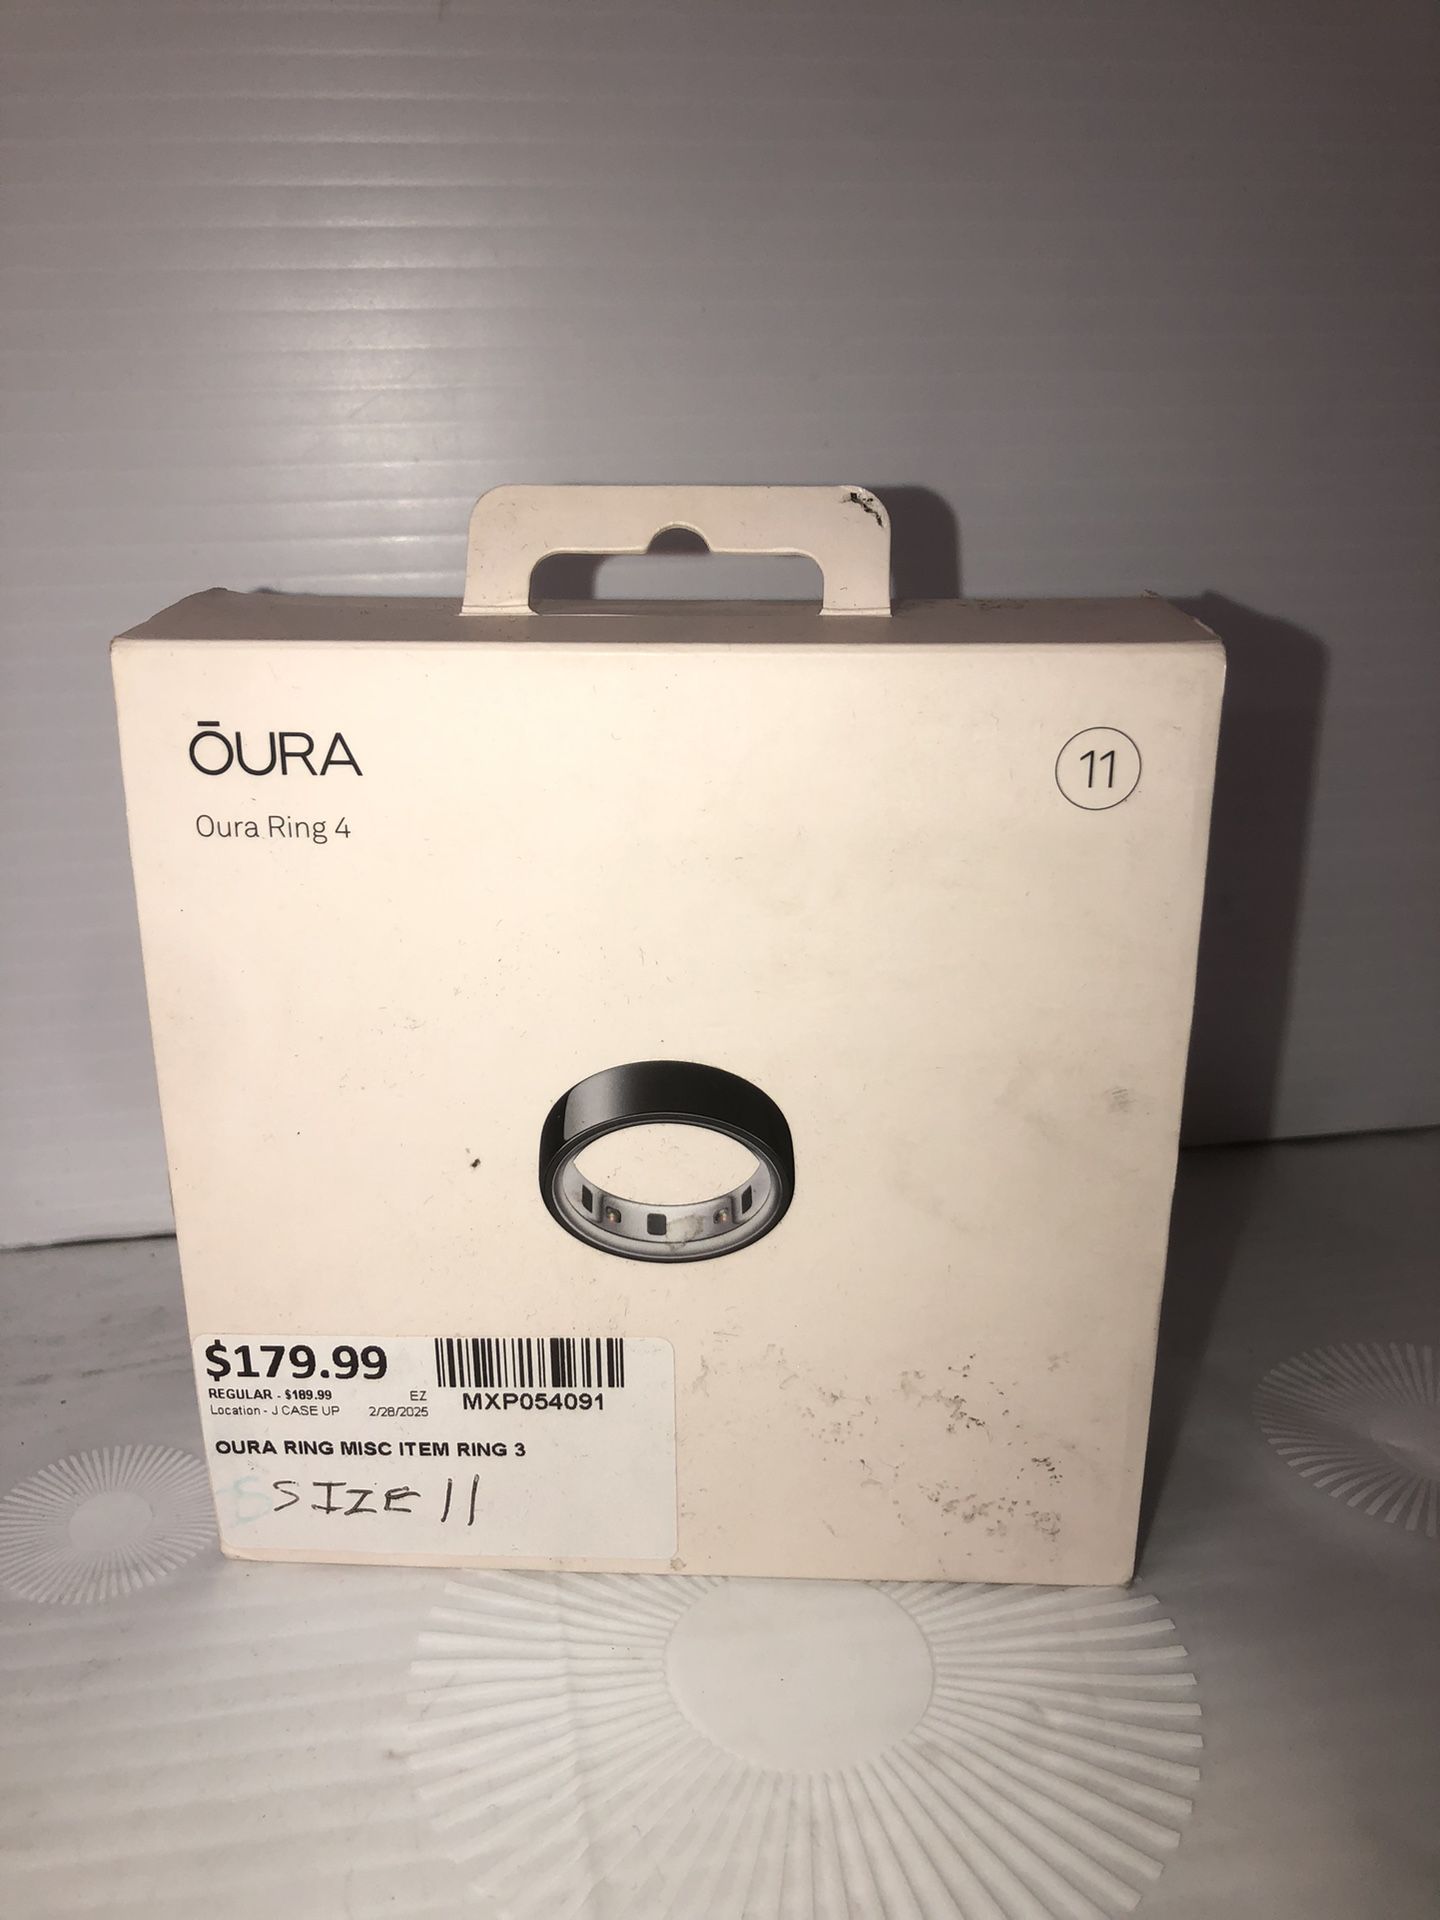 ŌURA
11
Oura Ring 4
$179.99
REGULAR - $189.99 EZ
Location - J CASE UP 2/28/2025
MXP054091
OURA RING MISC ITEM RING 3
SIZE 11